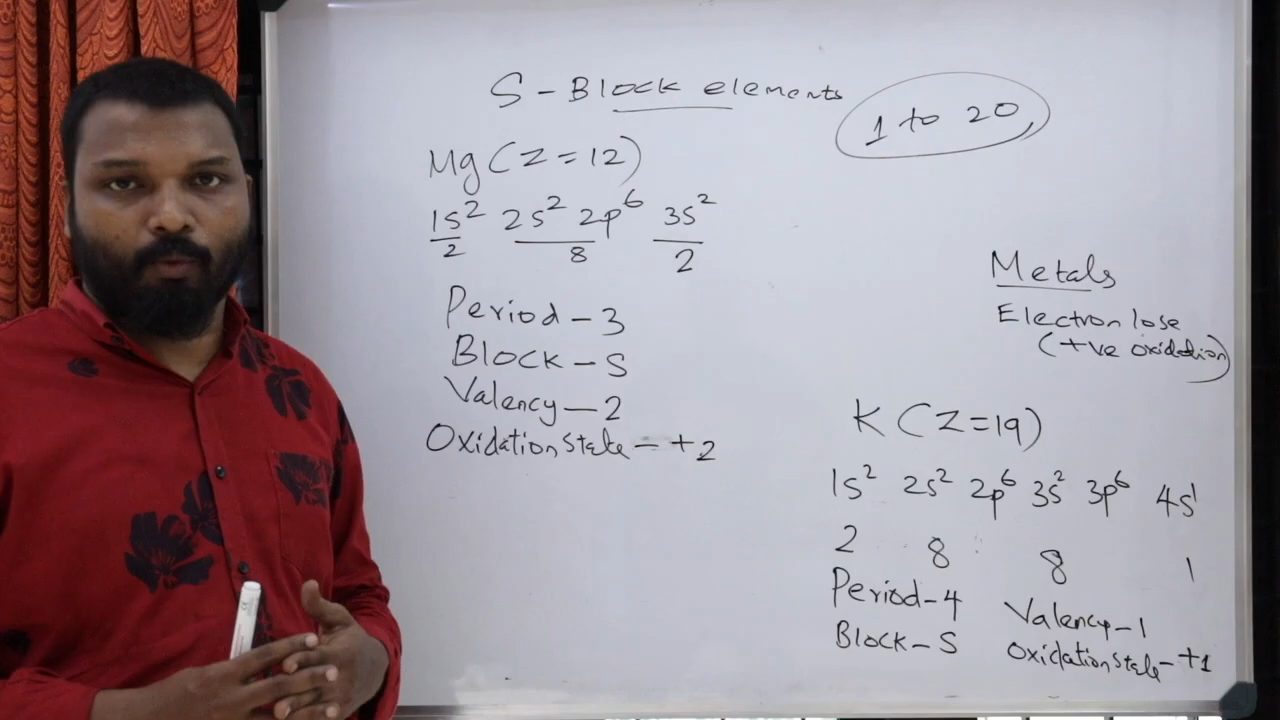 S-Block elements
1 to 20
Mg (Z=12)
1s² 2s² 2p⁶ 3s²
2 8 2
Period-3
Block-S
Valency-2
Oxidation state-+2
Metals
Electron lose
(+ve oxidation)
K (Z=19)
1s² 2s² 2p⁶ 3s² 3p⁶ 4s¹
2 8 8 1
Period-4
Block-S
Valency-1
Oxidation state-+1